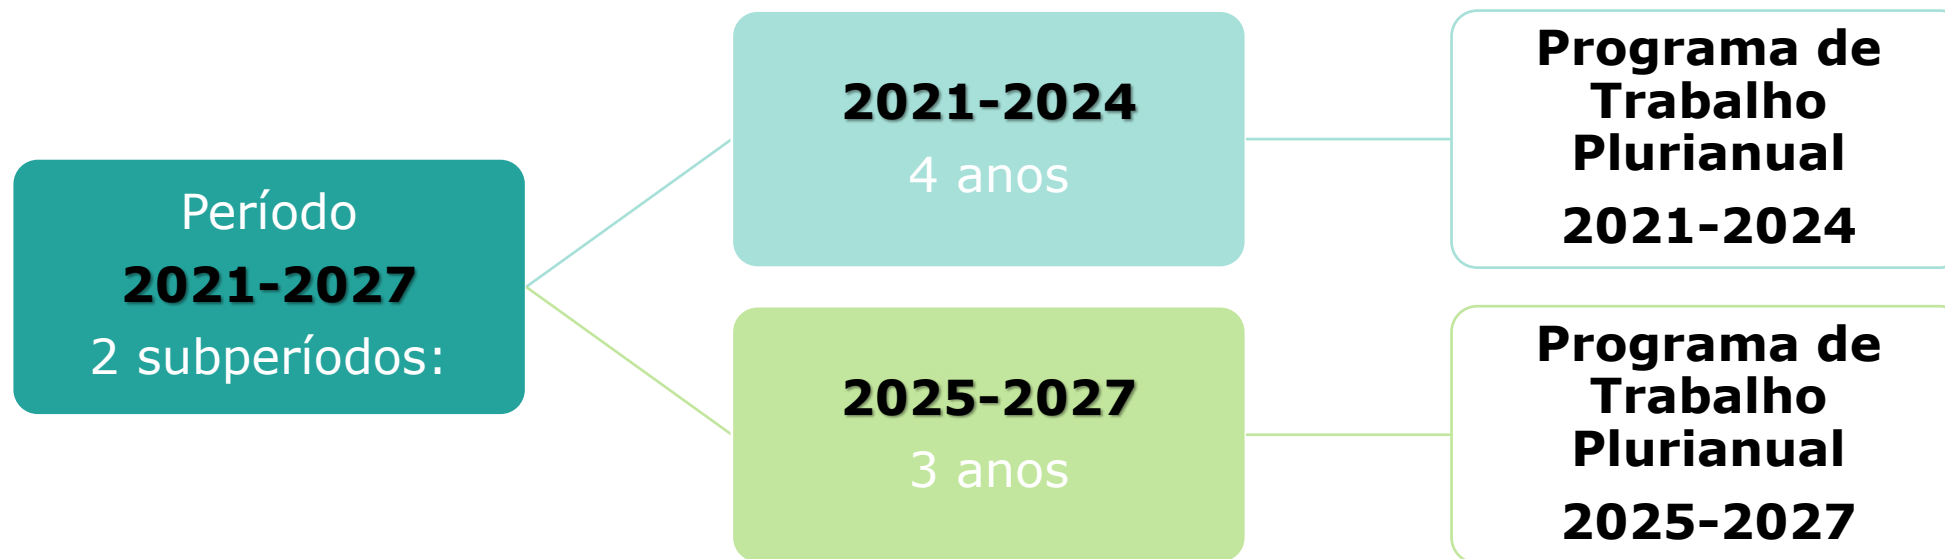 Período
2021-2027
2 subperíodos:
2021-2024
4 anos
Programa de
Trabalho
Plurianual
2021-2024
2025-2027
3 anos
Programa de
Trabalho
Plurianual
2025-2027